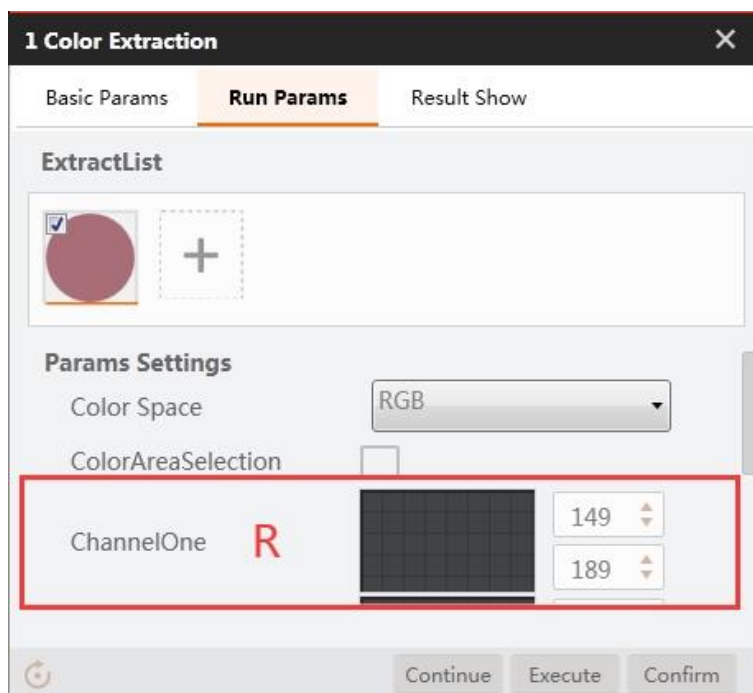 1 Color Extraction
Basic Params Run Params Result Show
ExtractList
Params Settings
Color Space RGB
ColorAreaSelection
ChannelOne R 149
189
Continue Execute Confirm